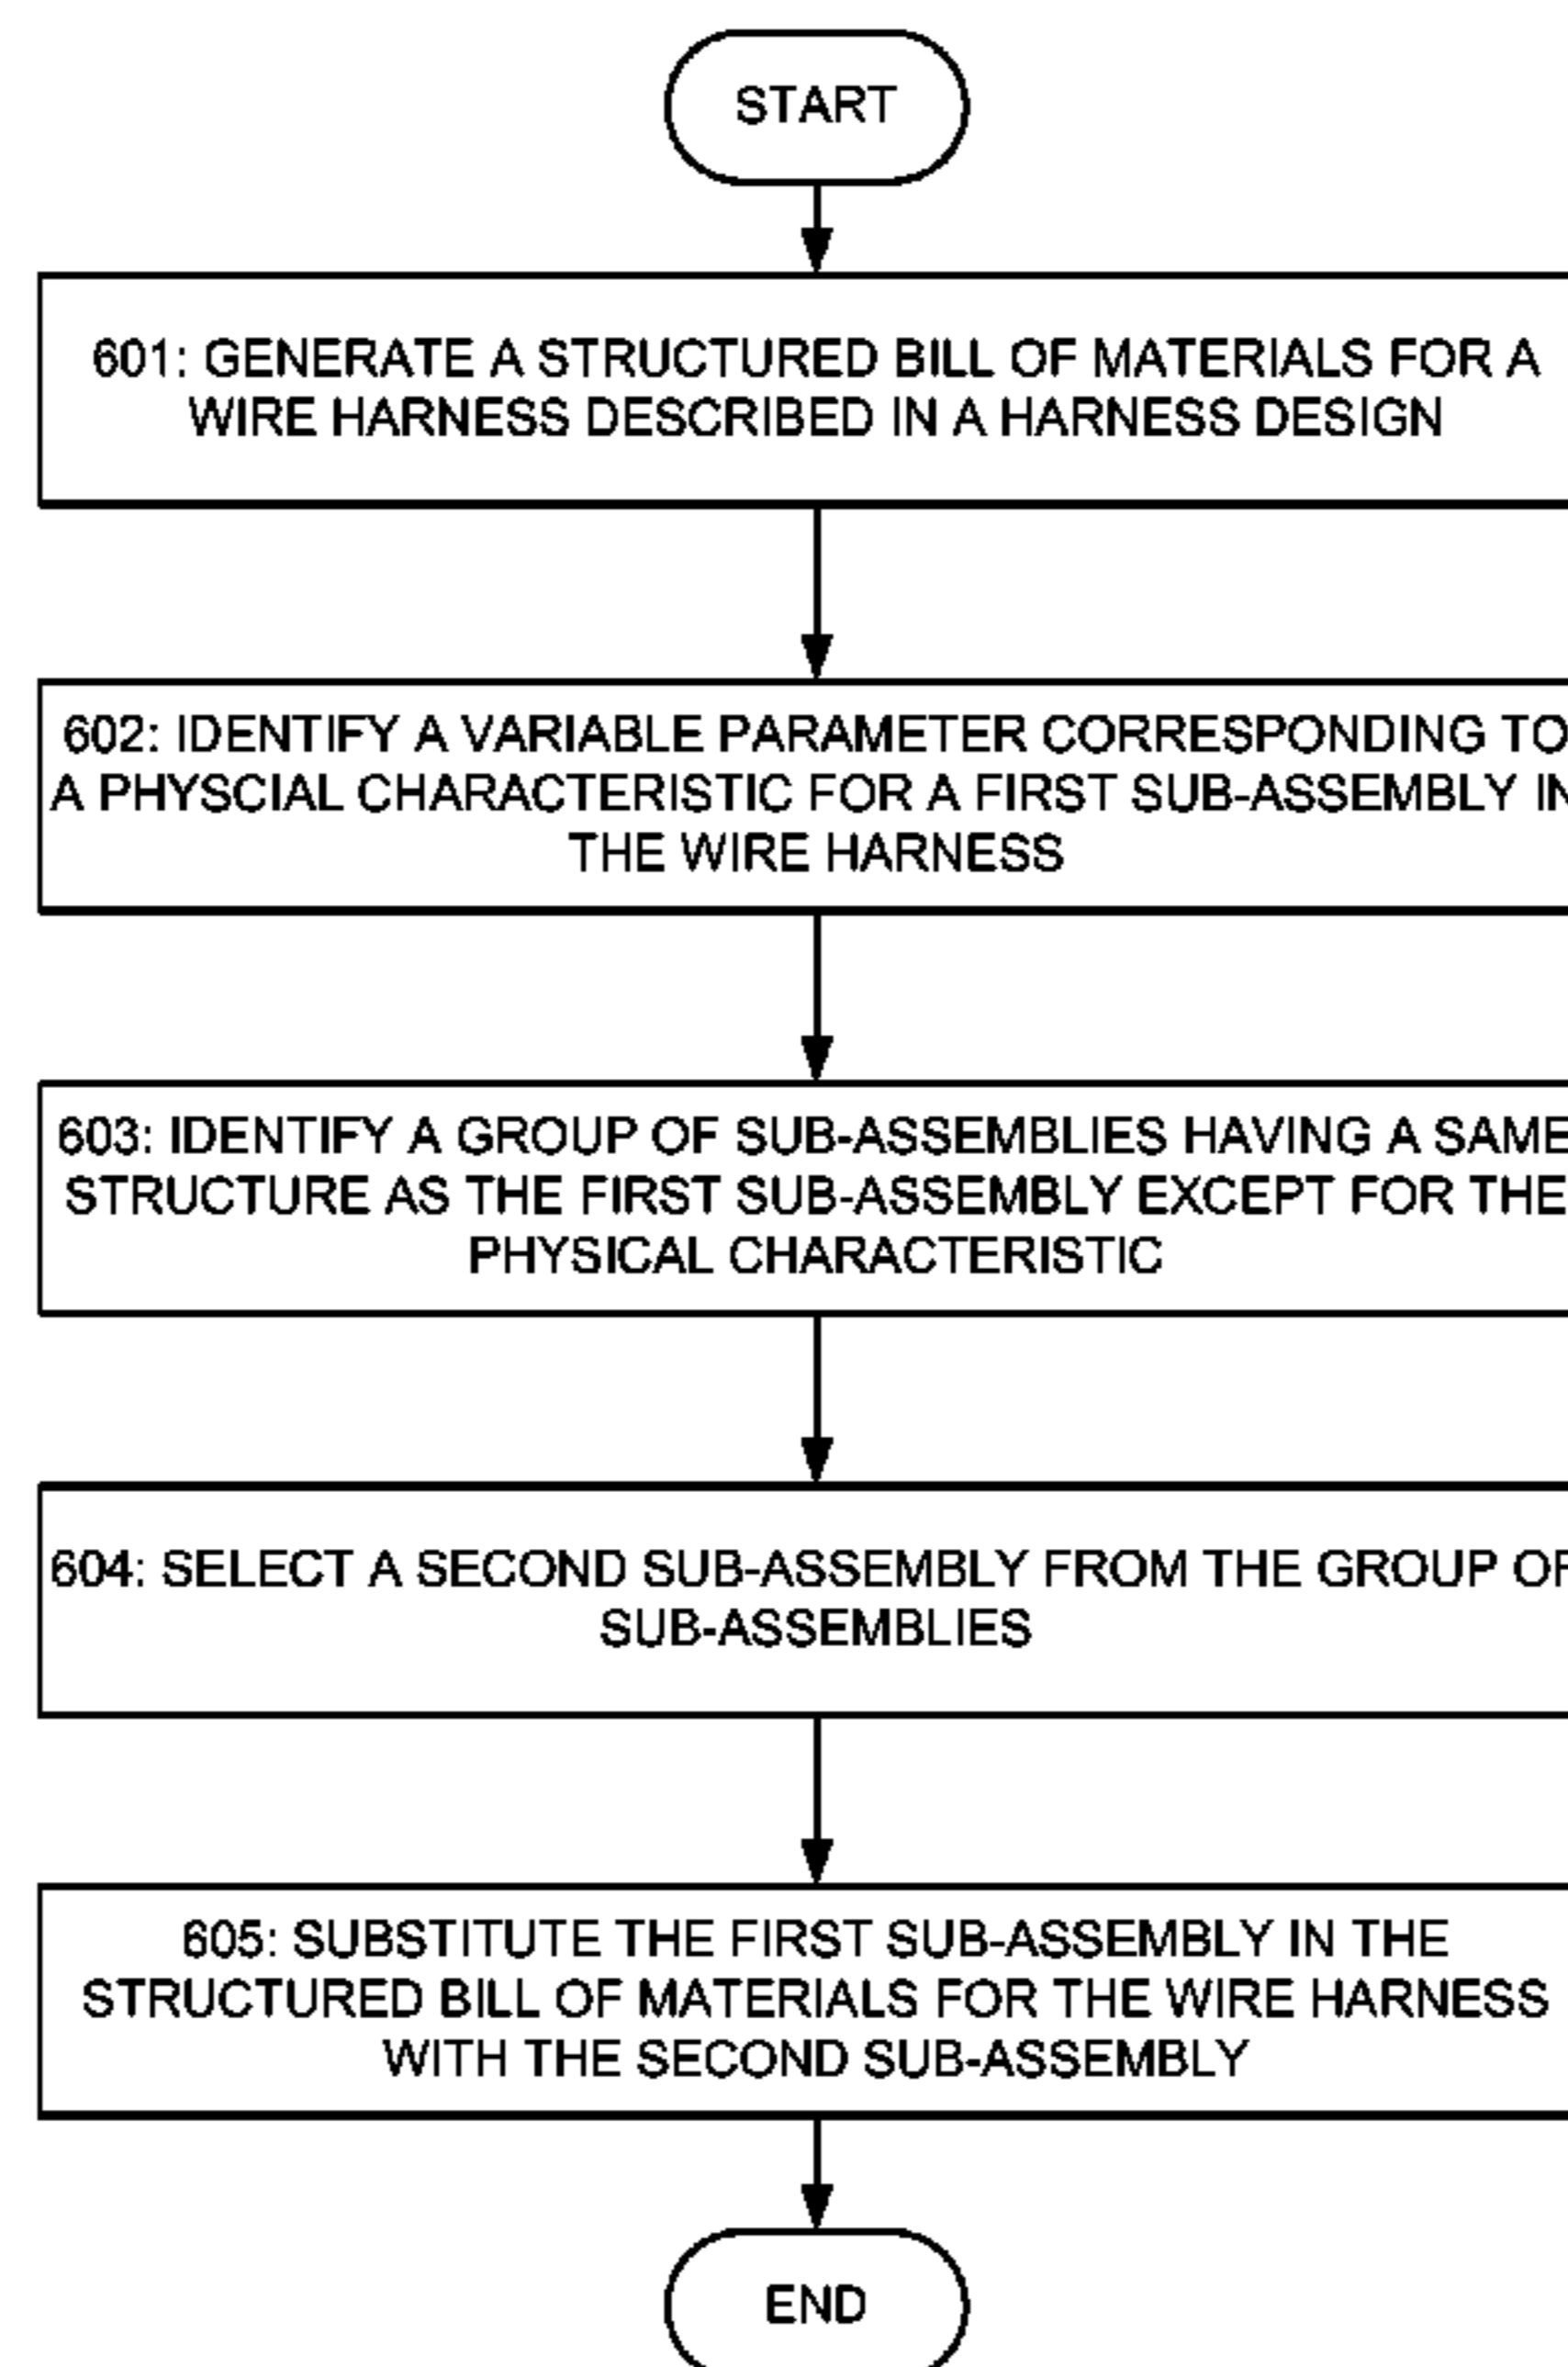 START
601: GENERATE A STRUCTURED BILL OF MATERIALS FOR A
WIRE HARNESS DESCRIBED IN A HARNESS DESIGN
602: IDENTIFY A VARIABLE PARAMETER CORRESPONDING TO
A PHYSCIAL CHARACTERISTIC FOR A FIRST SUB-ASSEMBLY IN
THE WIRE HARNESS
603: IDENTIFY A GROUP OF SUB-ASSEMBLIES HAVING A SAME
STRUCTURE AS THE FIRST SUB-ASSEMBLY EXCEPT FOR THE
PHYSICAL CHARACTERISTIC
604: SELECT A SECOND SUB-ASSEMBLY FROM THE GROUP OF
SUB-ASSEMBLIES
605: SUBSTITUTE THE FIRST SUB-ASSEMBLY IN THE
STRUCTURED BILL OF MATERIALS FOR THE WIRE HARNESS
WITH THE SECOND SUB-ASSEMBLY
END